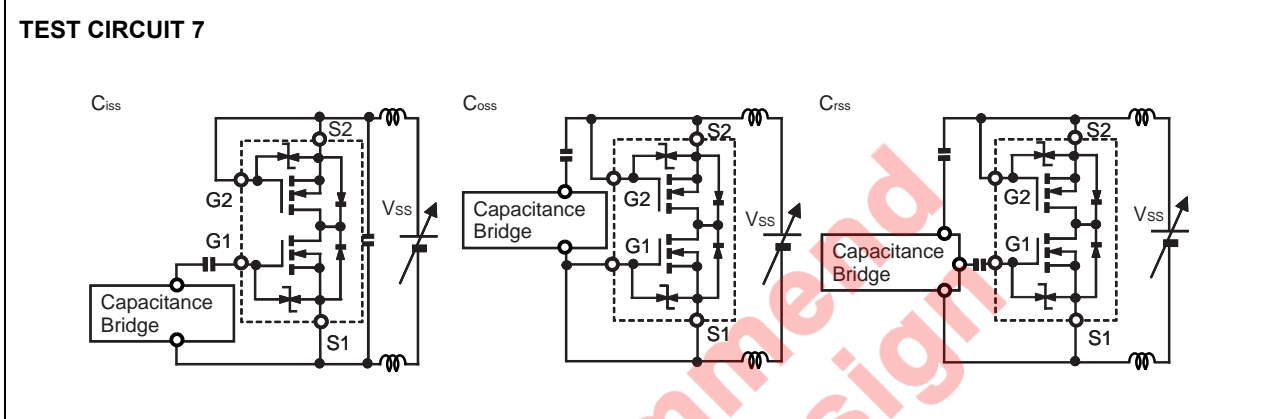 TEST CIRCUIT 7
Ciss
S2
G2
G1
VSS
Capacitance
Bridge
S1
Coss
S2
G2
G1
VSS
Capacitance
Bridge
S1
Crss
S2
G2
G1
VSS
Capacitance
Bridge
S1